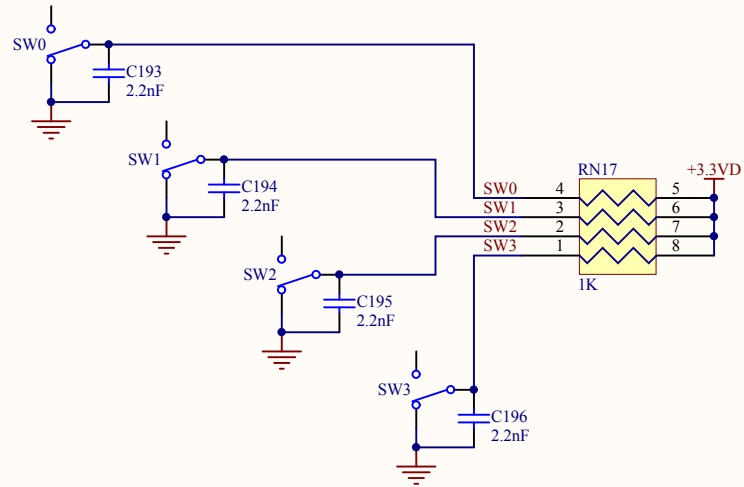 SW0
C193
2.2nF
SW1
C194
2.2nF
RN17
+3.3VD
SW0 4 5
SW1 3 6
SW2 2 7
SW3 1 8
1K
SW2
C195
2.2nF
SW3
C196
2.2nF